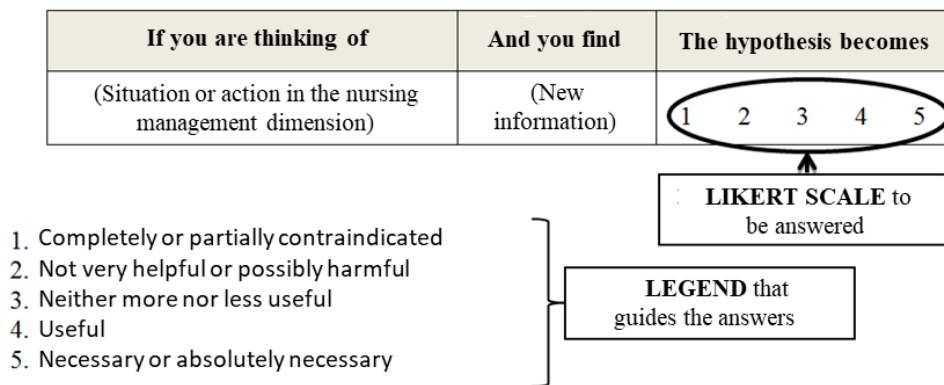 If you are thinking of
And you find
The hypothesis becomes
(Situation or action in the nursing
management dimension)
(New
information)
1 2 3 4 5
LIKERT SCALE to
be answered
1. Completely or partially contraindicated
2. Not very helpful or possibly harmful
3. Neither more nor less useful
4. Useful
5. Necessary or absolutely necessary
LEGEND that
guides the answers